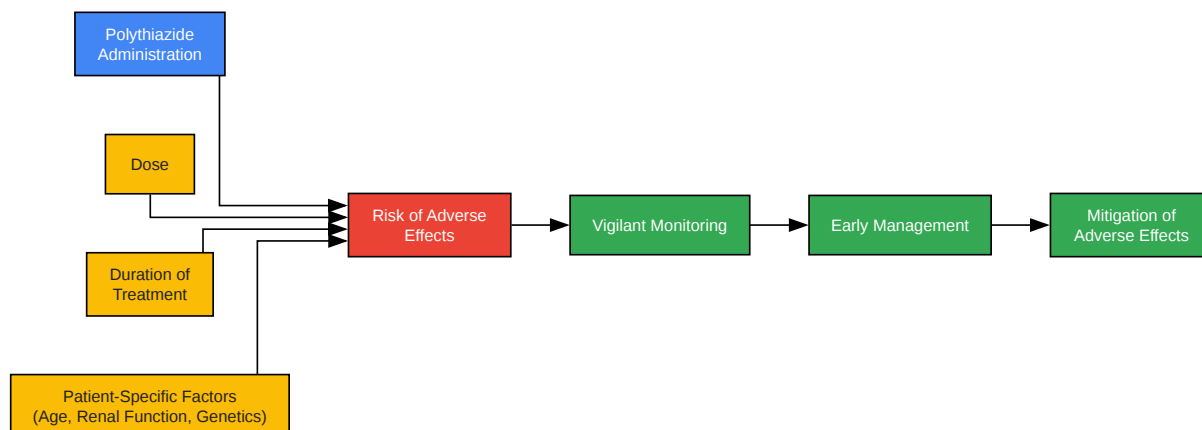 Polythiazide
Administration
Dose
Duration of
Treatment
Patient-Specific Factors
(Age, Renal Function, Genetics)
Risk of Adverse
Effects
Vigilant Monitoring
Early Management
Mitigation of
Adverse Effects